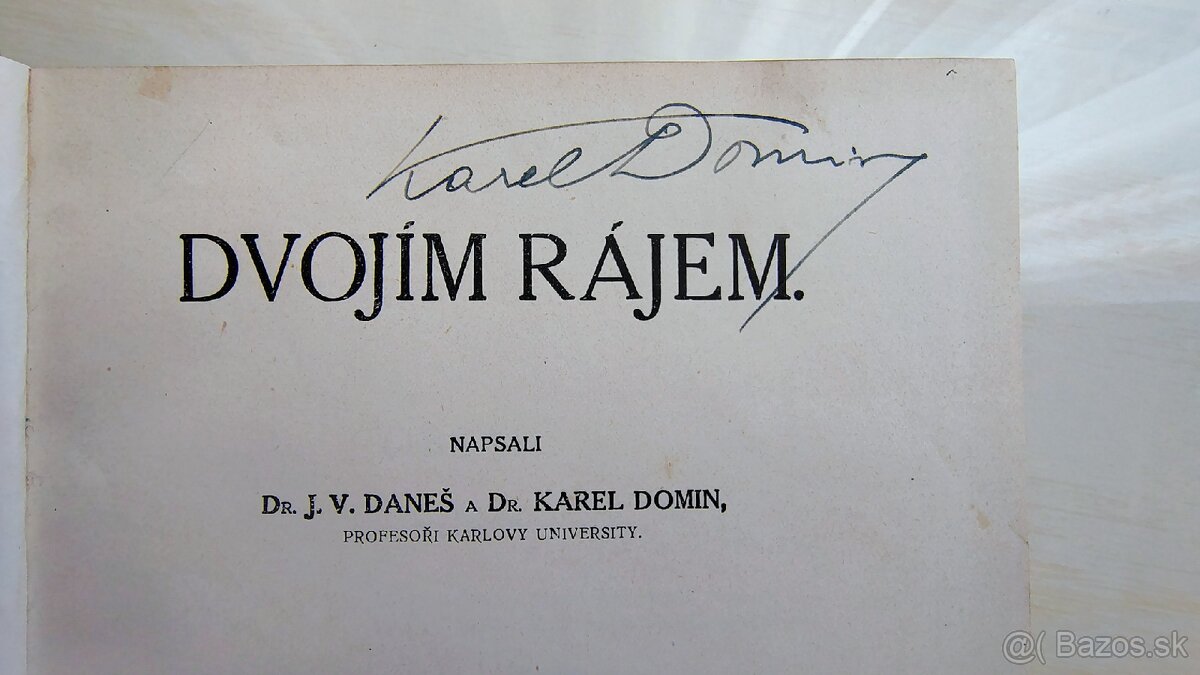 Karel Domin
DVOJÍM RÁJEM.
NAPSALI
DR. J. V. DANEŠ A DR. KAREL DOMIN,
PROFESOŘI KARLOVY UNIVERSITY.
@( Bazos.sk